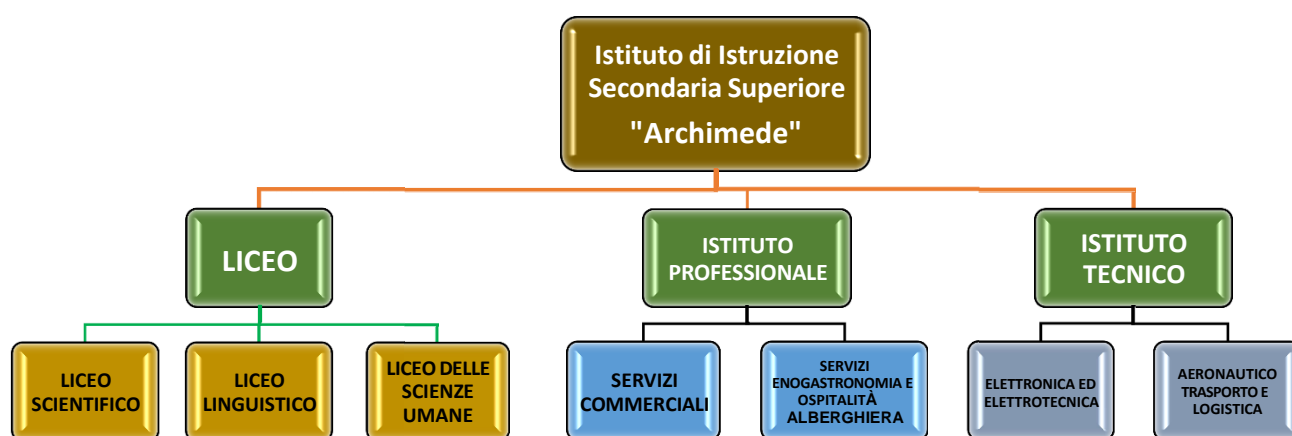 Istituto di Istruzione
Secondaria Superiore
"Archimede"
LICEO
ISTITUTO
PROFESSIONALE
ISTITUTO
TECNICO
LICEO
SCIENTIFICO
LICEO
LINGUISTICO
LICEO DELLE
SCIENZE
UMANE
SERVIZI
COMMERCIALI
SERVIZI
ENOGASTRONOMIA E
OSPITALITÀ
ALBERGHIERA
ELETTRONICA ED
ELETTROTECNICA
AERONAUTICO
TRASPORTO E
LOGISTICA